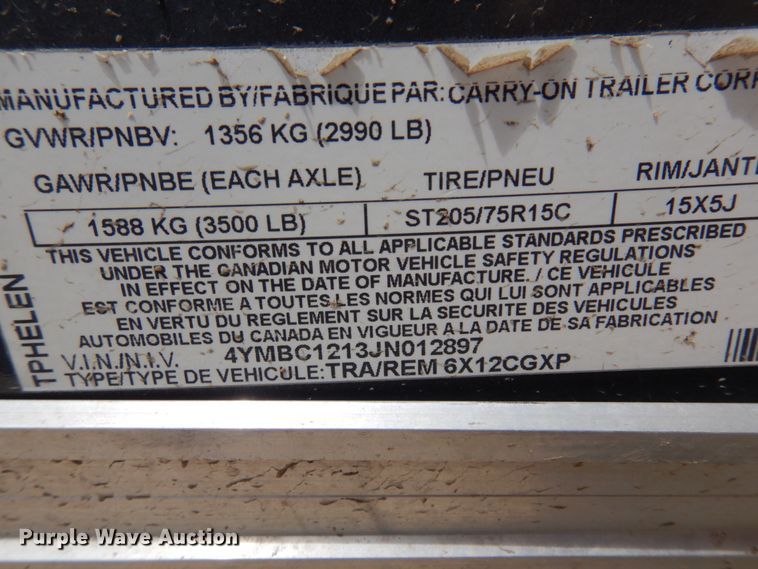 MANUFACTURED BY/FABRIQUE PAR: CARRY-ON TRAILER CORP
GVWR/PNBV: 1356 KG (2990 LB)
GAWR/PNBE (EACH AXLE) TIRE/PNEU RIM/JANTE
1588 KG (3500 LB) ST205/75R15C 15X5J
THIS VEHICLE CONFORMS TO ALL APPLICABLE STANDARDS PRESCRIBED
UNDER THE CANADIAN MOTOR VEHICLE SAFETY REGULATIONS
IN EFFECT ON THE DATE OF MANUFACTURE. / CE VEHICULE
EST CONFORME A TOUTES LES NORMES QUI LUI SONT APPLICABLES
EN VERTU DU REGLEMENT SUR LA SECURITE DES VEHICULES
AUTOMOBILES DU CANADA EN VIGUEUR A LA DATE DE SA FABRICATION
V.I.N./N.I.V. 4YMBC1213JN012897
TYPE/TYPE DE VEHICLE: TRA/REM 6X12CGXP
TPHELEN
Purple Wave Auction